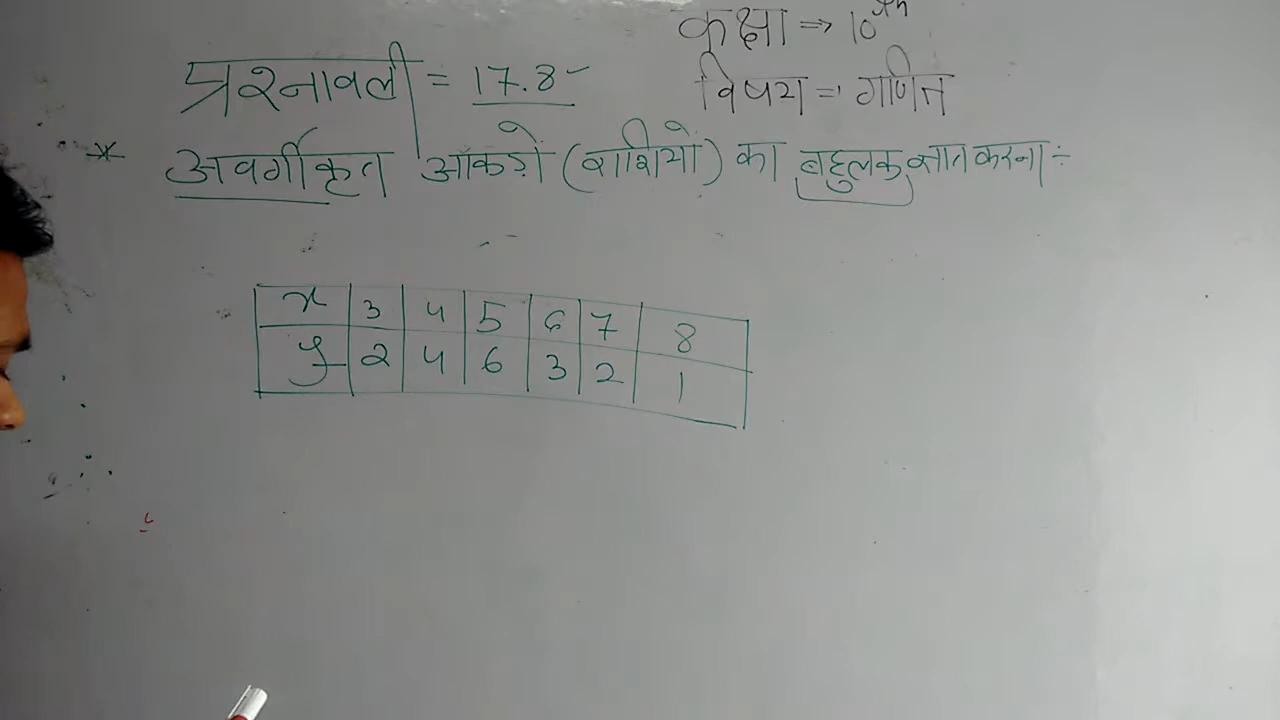 कक्षा ⇒ 10th
प्रश्नावली = 17.8
विषय = गणित
* अवर्गीकृत आँकड़ो (राशियो) का बहुलक ज्ञात करना :-
x 3 4 5 6 7 8
f 2 4 6 3 2 1